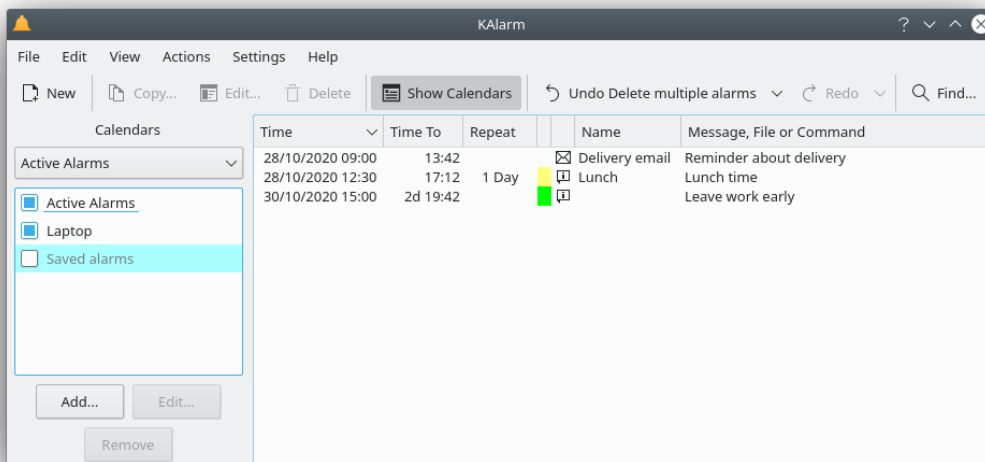 KAlarm
File Edit View Actions Settings Help
New Copy... Edit... Delete Show Calendars Undo Delete multiple alarms Redo Find...
Calendars
Active Alarms
Active Alarms
Laptop
Saved alarms
Add... Edit...
Remove
Time Time To Repeat Name Message, File or Command
28/10/2020 09:00 13:42 Delivery email Reminder about delivery
28/10/2020 12:30 17:12 1 Day Lunch Lunch time
30/10/2020 15:00 2d 19:42 Leave work early